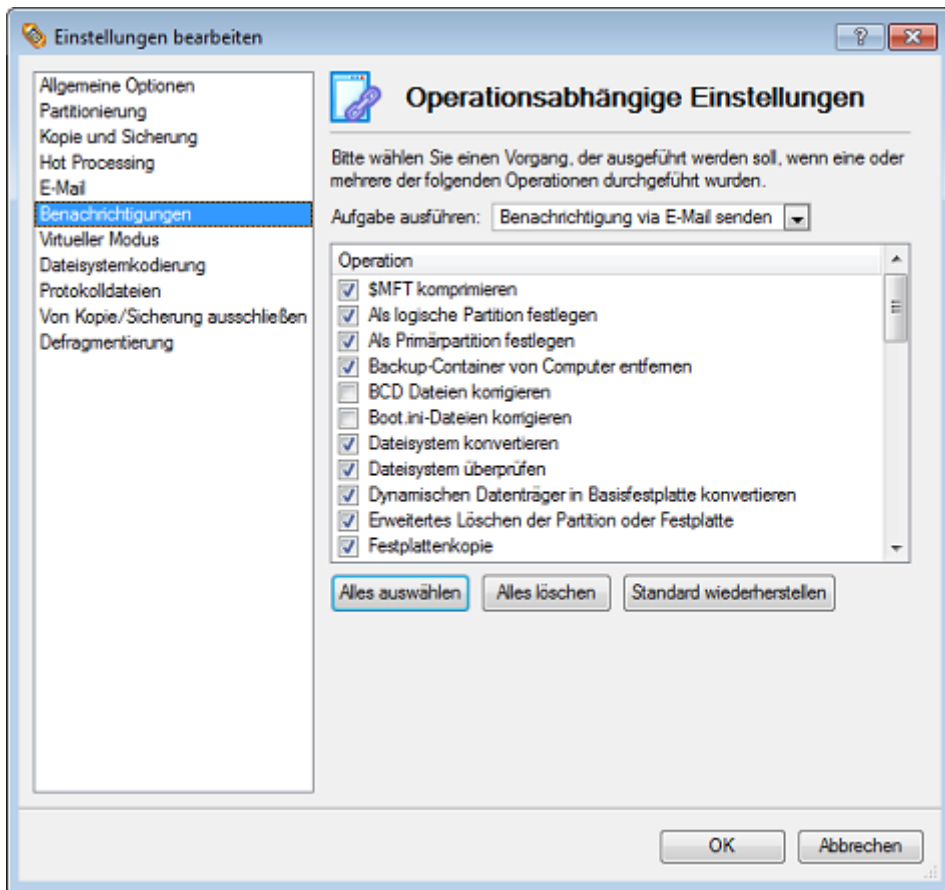 Einstellungen bearbeiten
Allgemeine Optionen
Partitionierung
Kopie und Sicherung
Hot Processing
E-Mail
Benachrichtigungen
Virtueller Modus
Dateisystemkodierung
Protokolldateien
Von Kopie/Sicherung ausschließen
Defragmentierung
Operationsabhängige Einstellungen
Bitte wählen Sie einen Vorgang, der ausgeführt werden soll, wenn eine oder
mehrere der folgenden Operationen durchgeführt wurden.
Aufgabe ausführen: Benachrichtigung via E-Mail senden
Operation
$MFT komprimieren
Als logische Partition festlegen
Als Primärpartition festlegen
Backup-Container von Computer entfernen
BCD Dateien korrigieren
Boot.ini-Dateien korrigieren
Dateisystem konvertieren
Dateisystem überprüfen
Dynamischen Datenträger in Basisfestplatte konvertieren
Erweitertes Löschen der Partition oder Festplatte
Festplattenkopie
Alles auswählen Alles löschen Standard wiederherstellen
OK Abbrechen